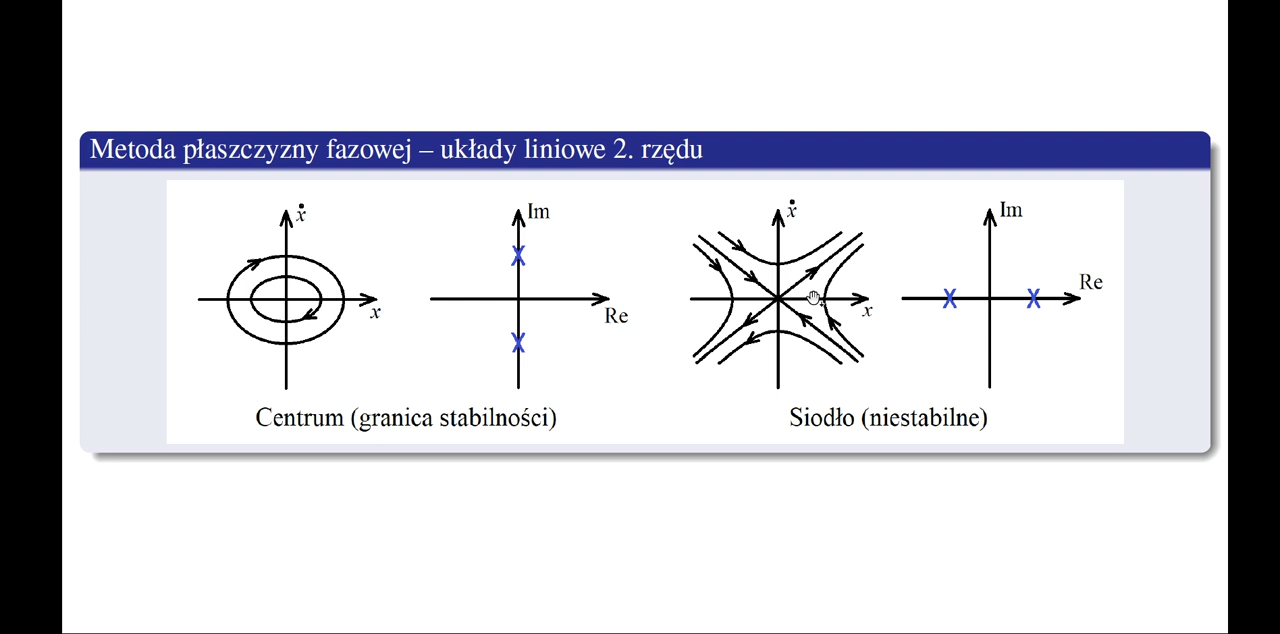 Metoda płaszczyzny fazowej – układy liniowe 2. rzędu
ẋ
Im
x
Re
ẋ
Im
x
Re
Centrum (granica stabilności)
Siodło (niestabilne)